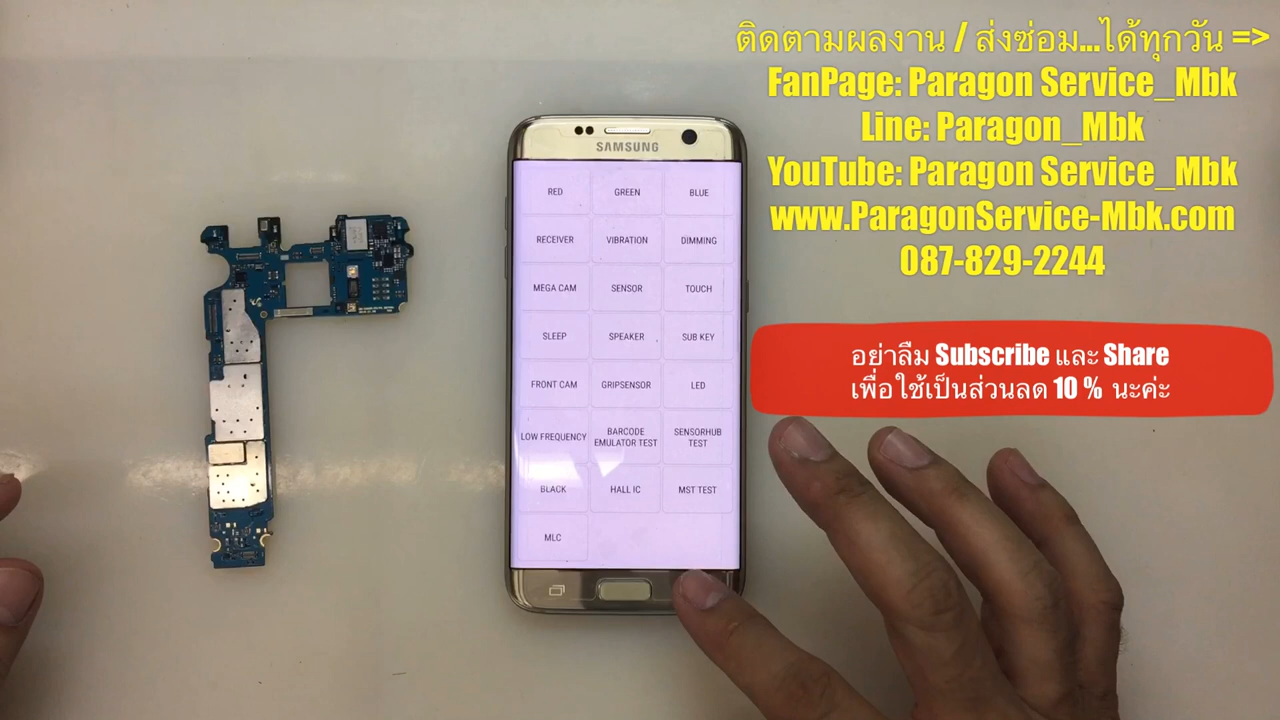 ติดตามผลงาน / ส่งซ่อม...ได้ทุกวัน =>
FanPage: Paragon Service_Mbk
Line: Paragon_Mbk
YouTube: Paragon Service_Mbk
www.ParagonService-Mbk.com
087-829-2244
อย่าลืม Subscribe และ Share
เพื่อใช้เป็นส่วนลด 10 % นะค่ะ
SAMSUNG
RED GREEN BLUE
RECEIVER VIBRATION DIMMING
MEGA CAM SENSOR TOUCH
SLEEP SPEAKER SUB KEY
FRONT CAM GRIPSENSOR LED
LOW FREQUENCY BARCODE EMULATOR TEST SENSORHUB TEST
BLACK HALL IC MST TEST
MLC